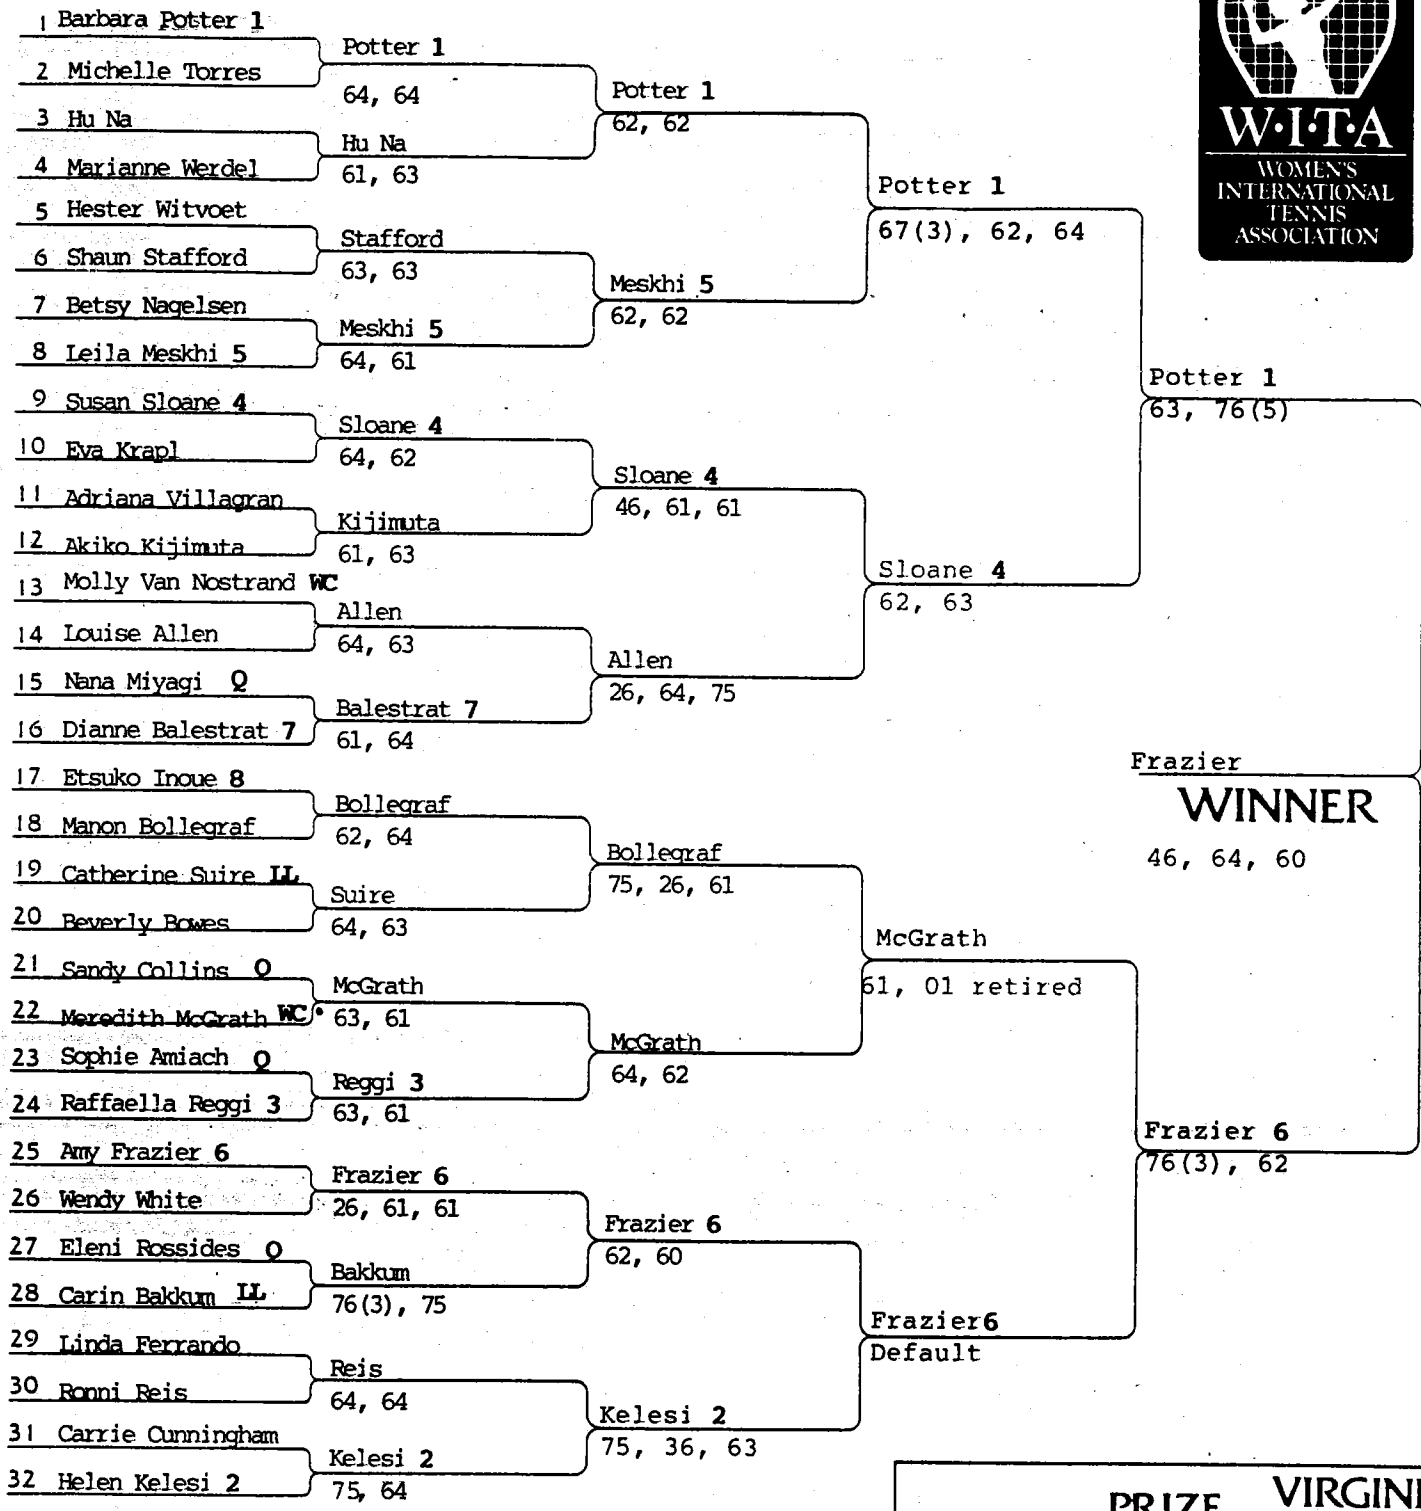 1 Barbara Potter 1
2 Michelle Torres
3 Hu Na
4 Marianne Werdel
5 Hester Witvoet
6 Shaun Stafford
7 Betsy Nagelsen
8 Leila Meskhi 5
9 Susan Sloane 4
10 Eva Krapl
11 Adriana Villagran
12 Akiko Kijimuta
13 Molly Van Nostrand WC
14 Louise Allen
15 Nana Miyagi Q
16 Dianne Balestrat 7
17 Etsuko Inoue 8
18 Manon Bollegraf
19 Catherine Suire LL
20 Beverly Bowes
21 Sandy Collins Q
22 Meredith McGrath WC
23 Sophie Amiach Q
24 Raffaella Reggi 3
25 Amy Frazier 6
26 Wendy White
27 Eleni Rossides Q
28 Carin Bakkum LL
29 Linda Ferrando
30 Ronni Reis
31 Carrie Cunningham
32 Helen Kelesi 2
Potter 1
64, 64
Hu Na
61, 63
Stafford
63, 63
Meskhi 5
64, 61
Sloane 4
64, 62
Kijimuta
61, 63
Allen
64, 63
Balestrat 7
61, 64
Bollegraf
62, 64
Suire
64, 63
McGrath
63, 61
Reggi 3
63, 61
Frazier 6
26, 61, 61
Bakkum
76(3), 75
Reis
64, 64
Kelesi 2
75, 64
Potter 1
62, 62
Meskhi 5
62, 62
Sloane 4
46, 61, 61
Allen
26, 64, 75
Bollegraf
75, 26, 61
McGrath
64, 62
Frazier 6
62, 60
Kelesi 2
75, 36, 63
Potter 1
67(3), 62, 64
Sloane 4
62, 63
McGrath
61, 01 retired
Frazier6
Default
Potter 1
63, 76(5)
Frazier 6
76(3), 62
Frazier
WINNER
46, 64, 60
W·I·T·A
WOMEN'S
INTERNATIONAL
TENNIS
ASSOCIATION
PRIZE VIRGINI